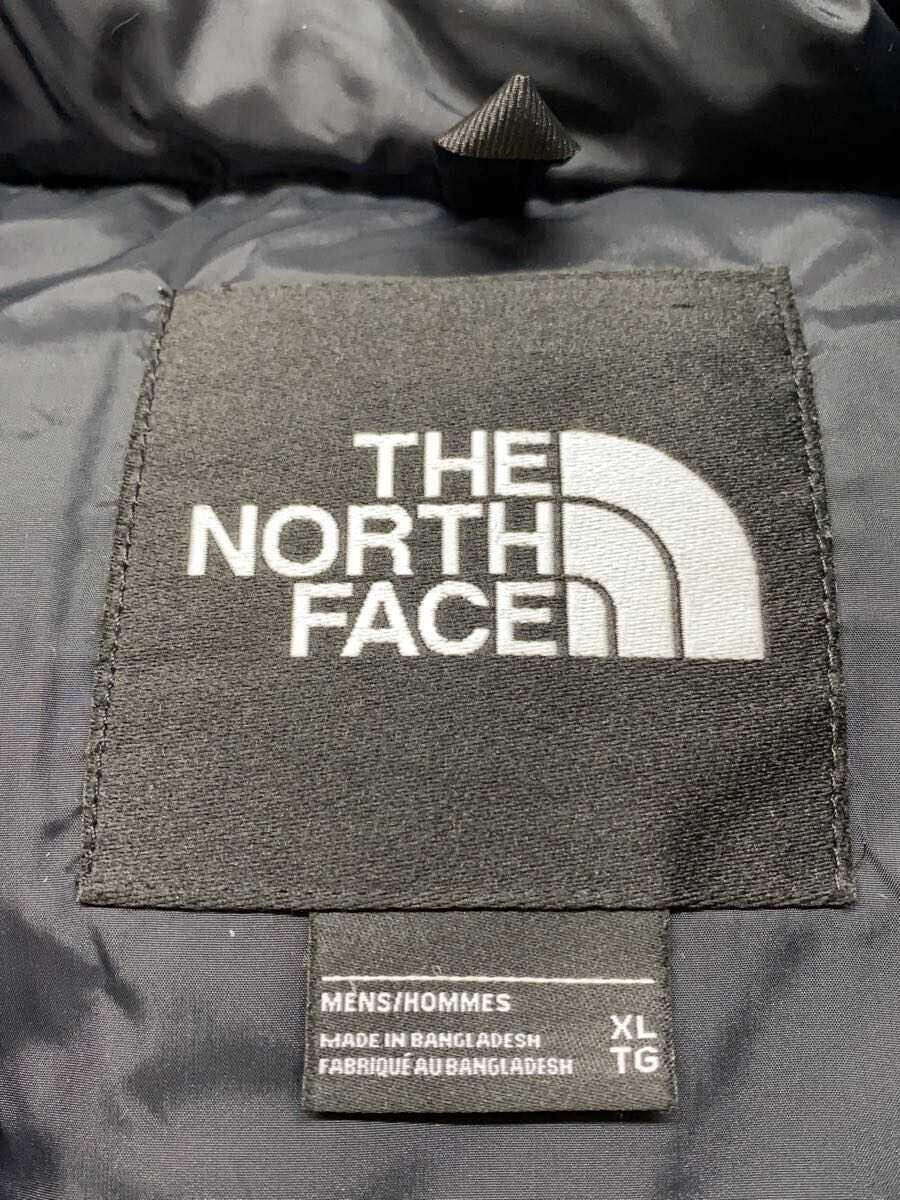 THE
NORTH
FACE
MENS/HOMMES
MADE IN BANGLADESH
FABRIQUÉ AU BANGLADESH
XL
TG